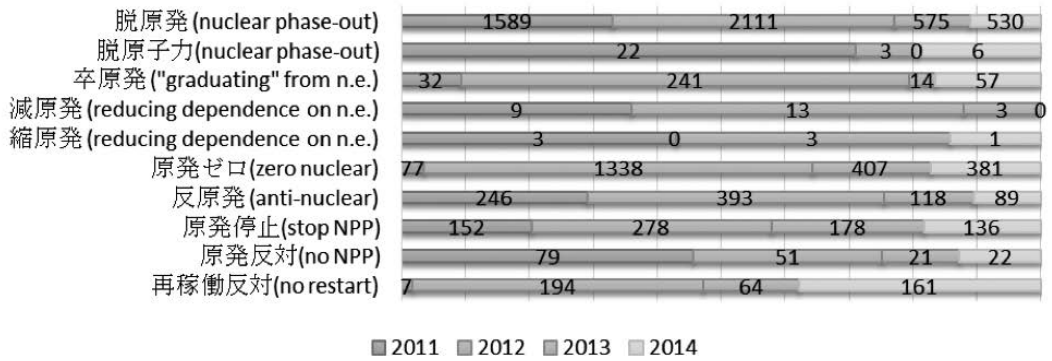 脱原発 (nuclear phase-out) 1589 2111 575 530
脱原子力(nuclear phase-out) 22 3 0 6
卒原発 ("graduating" from n.e.) 32 241 14 57
減原発 (reducing dependence on n.e.) 9 13 3 0
縮原発 (reducing dependence on n.e.) 3 0 3 1
原発ゼロ(zero nuclear) 77 1338 407 381
反原発 (anti-nuclear) 246 393 118 89
原発停止(stop NPP) 152 278 178 136
原発反対(no NPP) 79 51 21 22
再稼働反対(no restart) 7 194 64 161
2011 2012 2013 2014